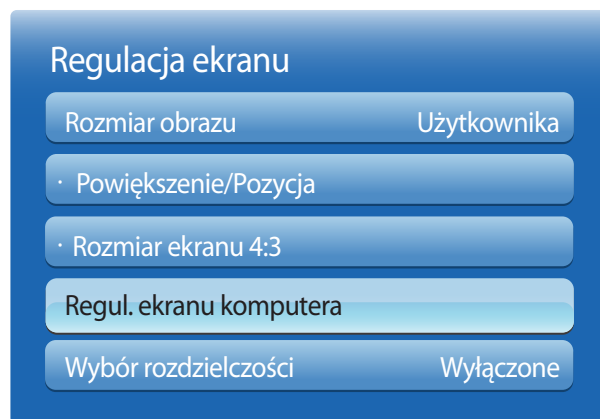 Regulacja ekranu
Rozmiar obrazu Użytkownika
· Powiększenie/Pozycja
· Rozmiar ekranu 4:3
Regul. ekranu komputera
Wybór rozdzielczości Wyłączone